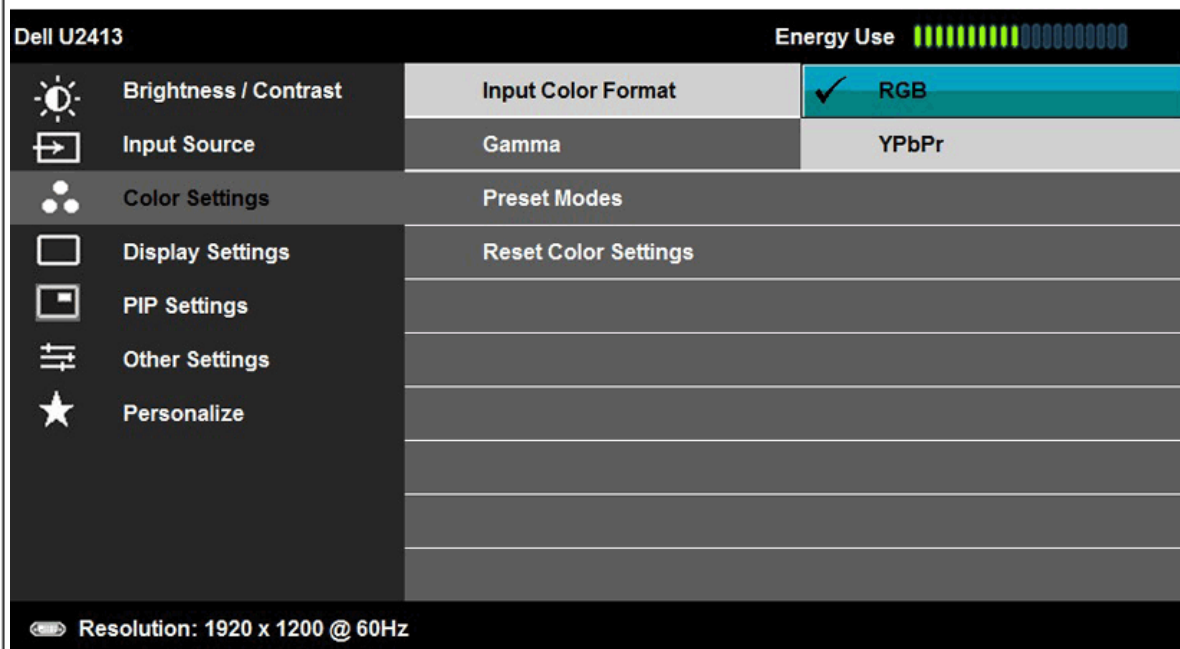 Dell U2413
Energy Use
Brightness / Contrast
Input Color Format
RGB
Input Source
Gamma
YPbPr
Color Settings
Preset Modes
Display Settings
Reset Color Settings
PIP Settings
Other Settings
Personalize
Resolution: 1920 x 1200 @ 60Hz